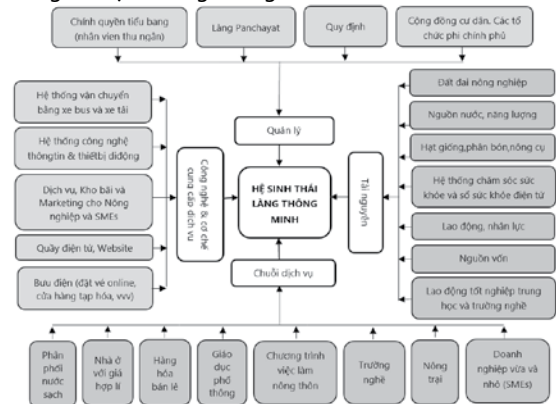 Chính quyền tiểu bang
(nhân viên thu ngân)
Làng Panchayat
Quy định
Cộng đồng cư dân, Các tổ
chức phi chính phủ
Hệ thống vận chuyển
bằng xe bus và xe tải
Hệ thống công nghệ
thôngtin & thiếtbị diđộng
Dịch vụ, Kho bãi và
Marketing cho Nông
nghiệp và SMEs
Quầy điện tử, Website
Bưu điện (đặt vé online,
cửa hàng tạp hóa, vvv)
Công nghệ & cơ chế
cung cấp dịch vụ
Quản lý
HỆ SINH THÁI
LÀNG THÔNG
MINH
Chuỗi dịch vụ
Tài nguyên
Đất đai nông nghiệp
Nguồn nước, năng lượng
Hạt giống,phân bón,nông cụ
Hệ thống chăm sóc sức
khỏe và sổ sức khỏe điện tử
Lao động, nhân lực
Nguồn vốn
Lao động tốt nghiệp trung
học và trường nghề
Phân
phối
nước
sạch
Nhà ở
với giá
hợp lí
Hàng
hóa
bán lẻ
Giáo
dục
phổ
thông
Chương trình
việc làm
nông thôn
Trường
nghề
Nông
trại
Doanh
nghiệp vừa và
nhỏ (SMEs)